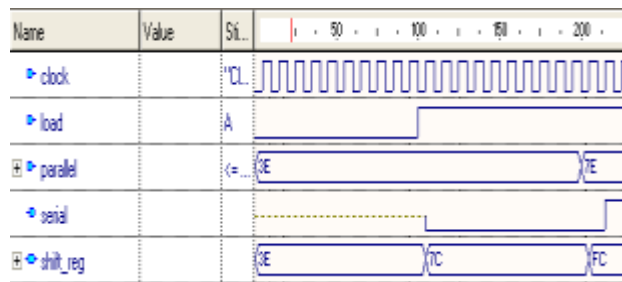 Name Value Sti... 50 100 150 200
clock "CL..
load A
parallel <=... 3E 7E
serial
shift_reg 3E 7C FC